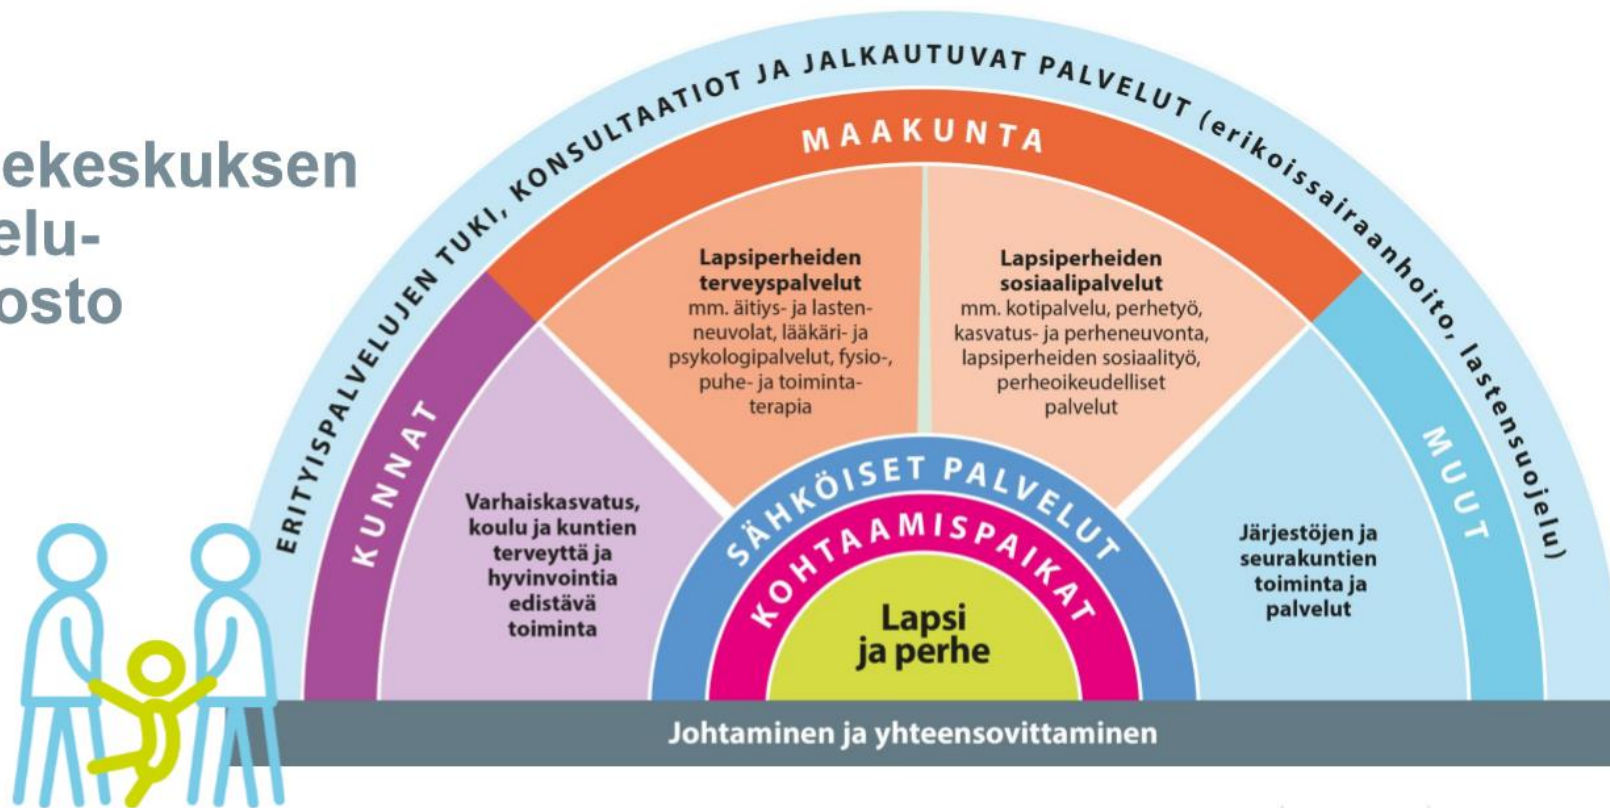 ekeskuksen
elu-
osto
ERITYISPALVELUJEN TUKI, KONSULTAATIOT JA JALKAUTUVAT PALVELUT (erikoissairaanhoito, lastensuojelu)
MAAKUNTA
KUNNAT
MUUT
Lapsiperheiden
terveyspalvelut
mm. äitiys- ja lasten-
neuvolat, lääkäri- ja
psykologipalvelut, fysio-,
puhe- ja toiminta-
terapia
Lapsiperheiden
sosiaalipalvelut
mm. kotipalvelu, perhetyö,
kasvatus- ja perheneuvonta,
lapsiperheiden sosiaalityö,
perheoikeudelliset
palvelut
Varhaiskasvatus,
koulu ja kuntien
terveyttä ja
hyvinvointia
edistävä
toiminta
Järjestöjen ja
seurakuntien
toiminta ja
palvelut
SÄHKÖISET PALVELUT
KOHTAAMISPAIKAT
Lapsi
ja perhe
Johtaminen ja yhteensovittaminen